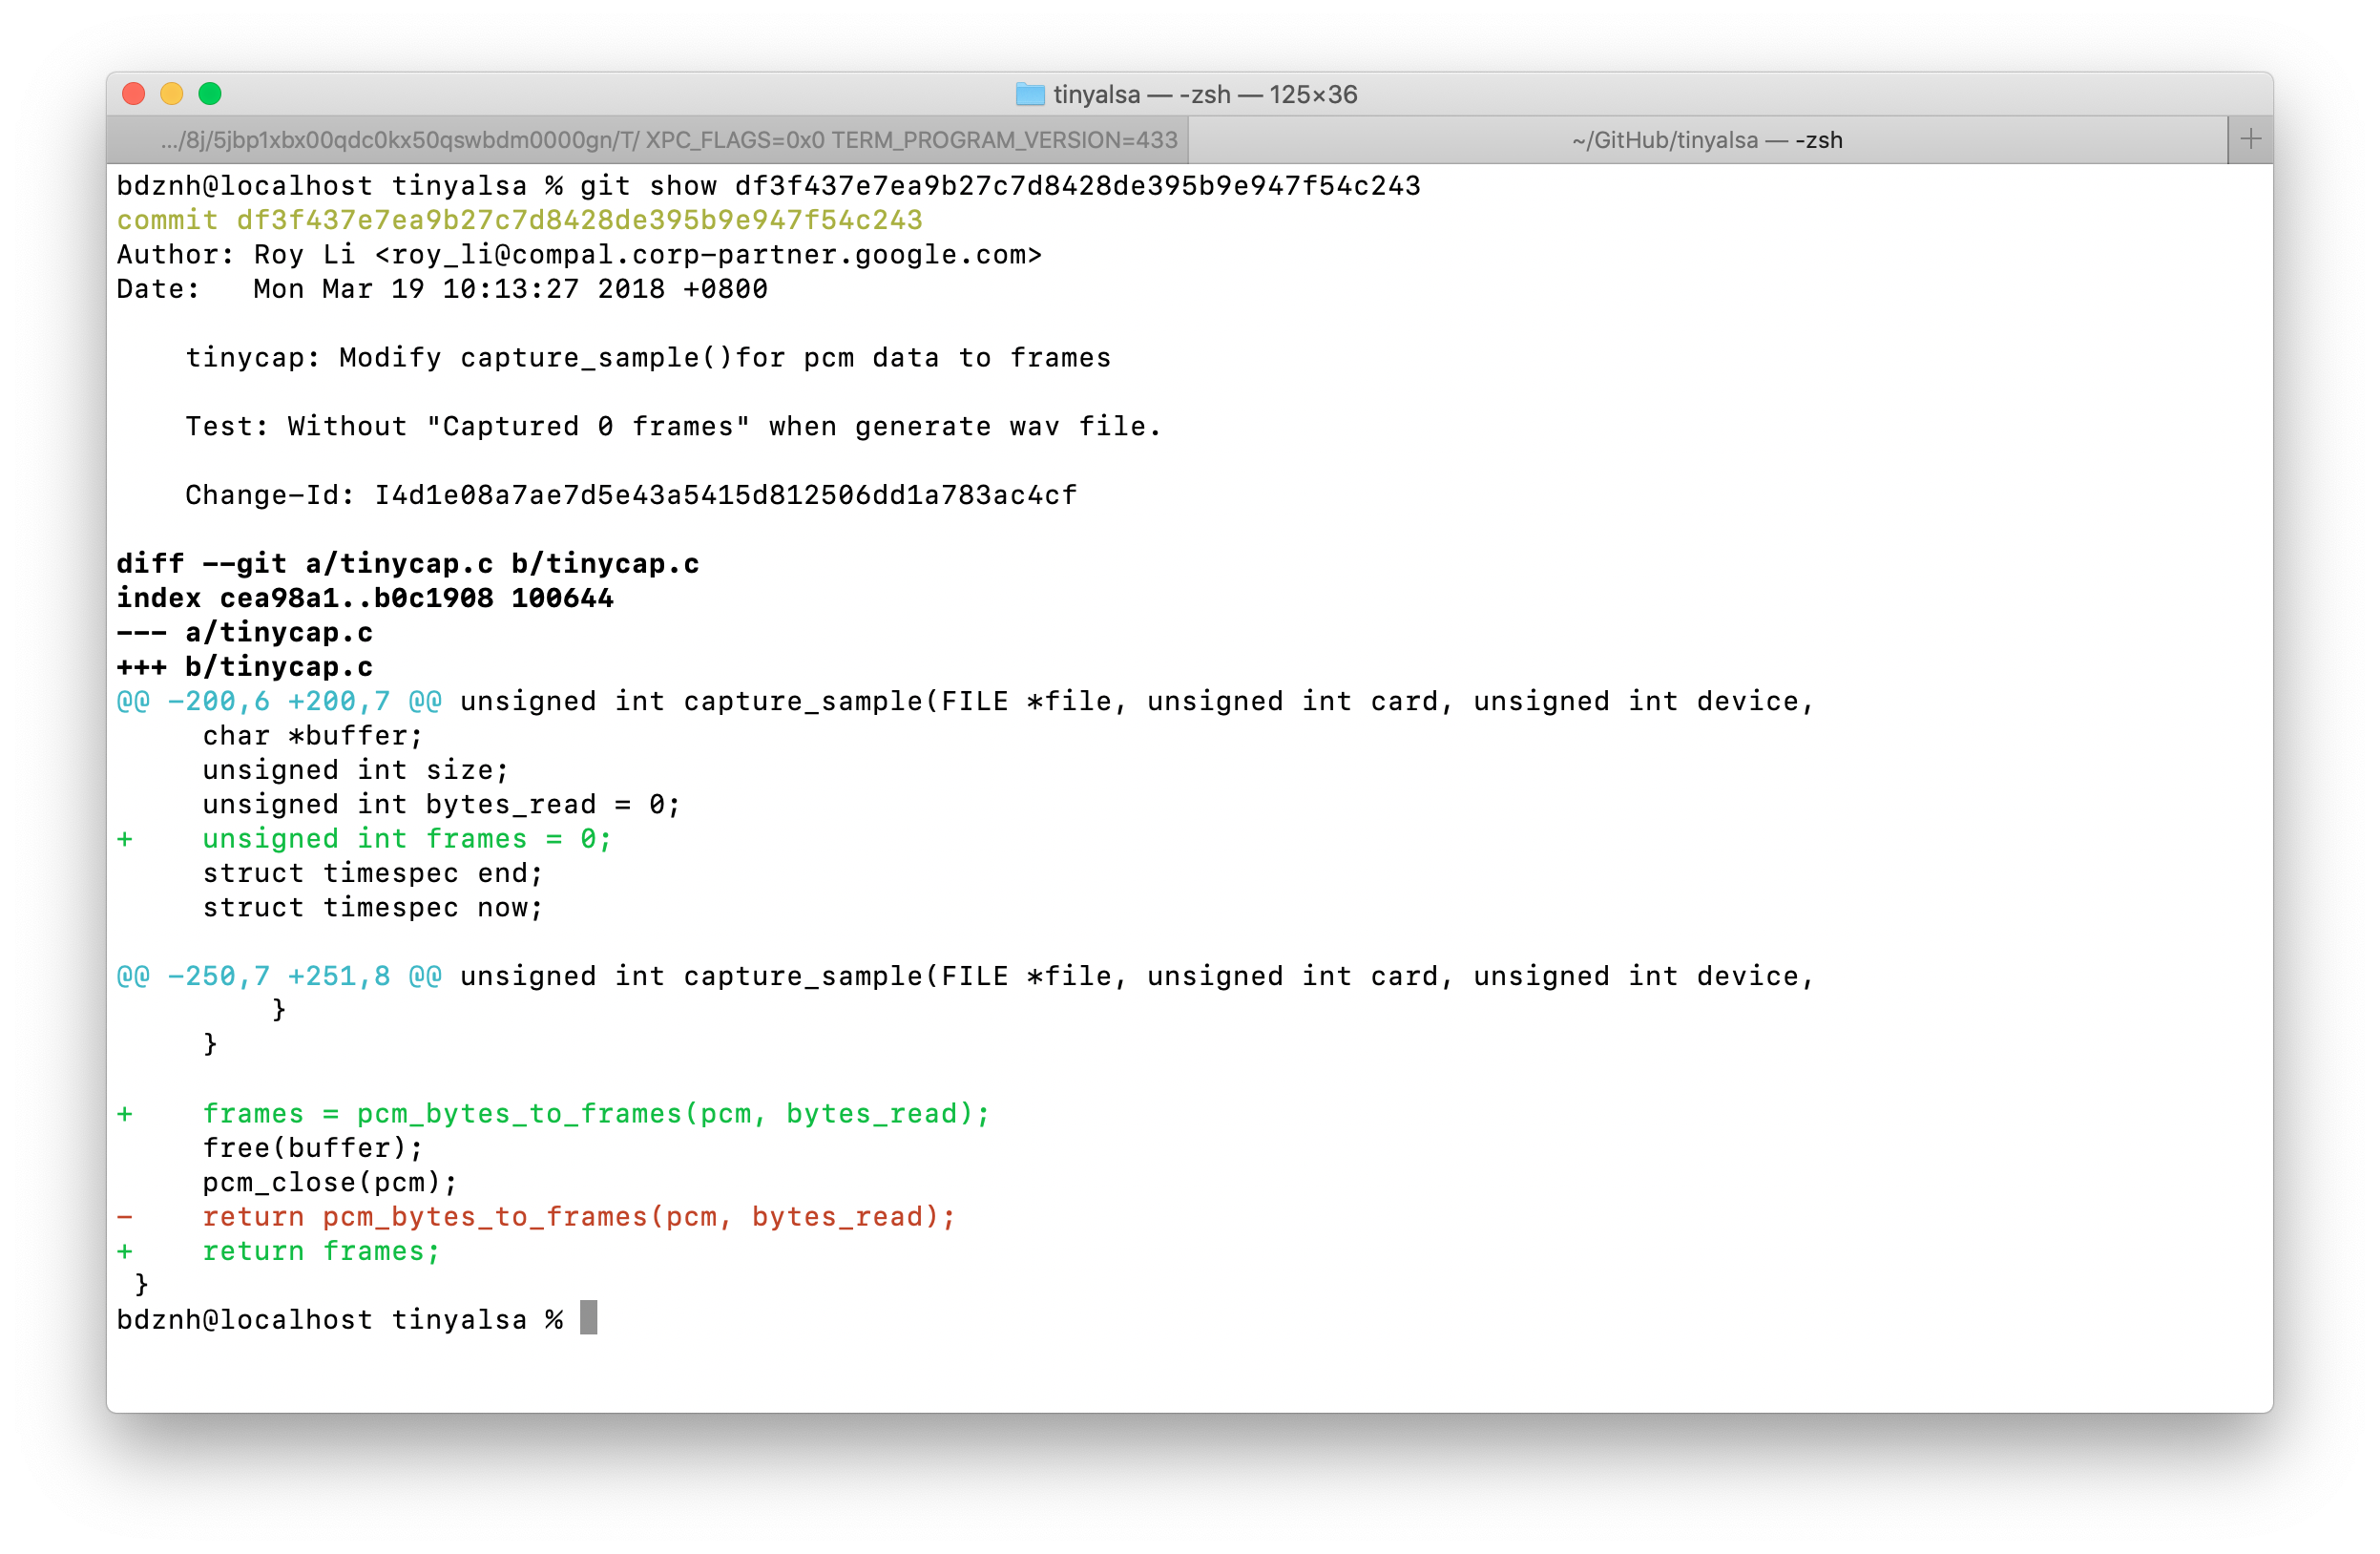 tinyalsa — -zsh — 125×36
.../8j/5jbp1xbx00qdc0kx50qswbdm0000gn/T/ XPC_FLAGS=0x0 TERM_PROGRAM_VERSION=433
~/GitHub/tinyalsa — -zsh
+
bdznh@localhost tinyalsa % git show df3f437e7ea9b27c7d8428de395b9e947f54c243
commit df3f437e7ea9b27c7d8428de395b9e947f54c243
Author: Roy Li <roy_li@compal.corp-partner.google.com>
Date:   Mon Mar 19 10:13:27 2018 +0800
    tinycap: Modify capture_sample()for pcm data to frames
    Test: Without "Captured 0 frames" when generate wav file.
    Change-Id: I4d1e08a7ae7d5e43a5415d812506dd1a783ac4cf
diff --git a/tinycap.c b/tinycap.c
index cea98a1..b0c1908 100644
--- a/tinycap.c
+++ b/tinycap.c
@@ -200,6 +200,7 @@ unsigned int capture_sample(FILE *file, unsigned int card, unsigned int device,
     char *buffer;
     unsigned int size;
     unsigned int bytes_read = 0;
+    unsigned int frames = 0;
     struct timespec end;
     struct timespec now;
@@ -250,7 +251,8 @@ unsigned int capture_sample(FILE *file, unsigned int card, unsigned int device,
         }
     }
+    frames = pcm_bytes_to_frames(pcm, bytes_read);
     free(buffer);
     pcm_close(pcm);
-    return pcm_bytes_to_frames(pcm, bytes_read);
+    return frames;
 }
bdznh@localhost tinyalsa %